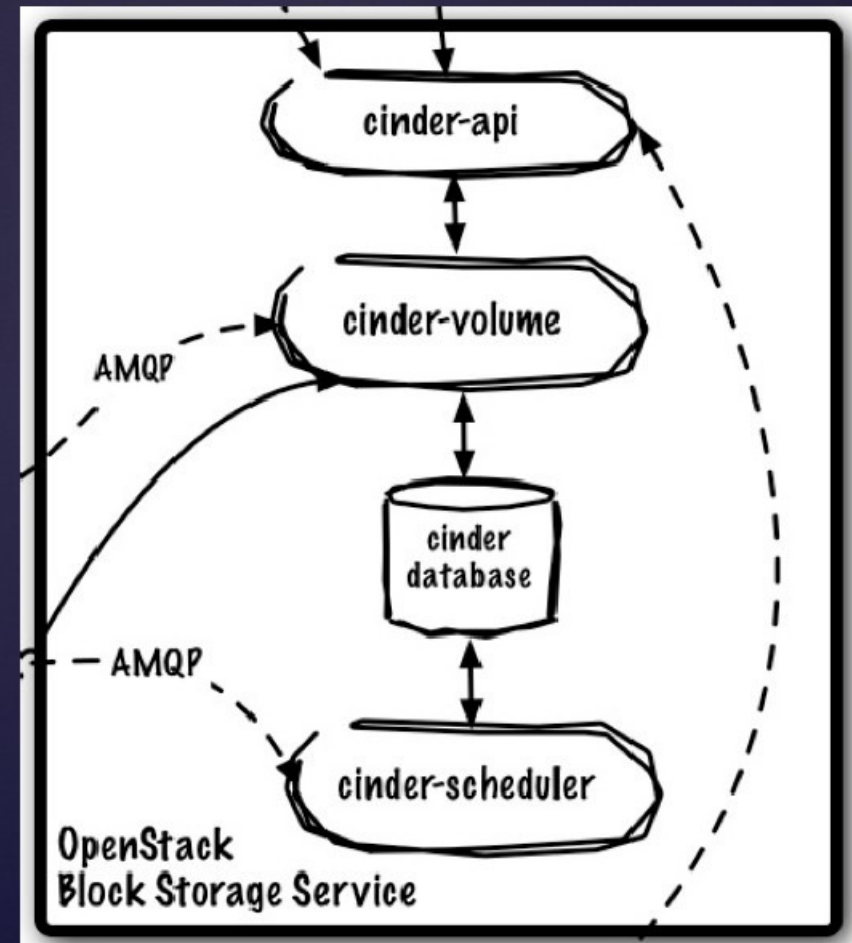 cinder-api
cinder-volume
AMQP
cinder
database
AMQP
cinder-scheduler
OpenStack
Block Storage Service